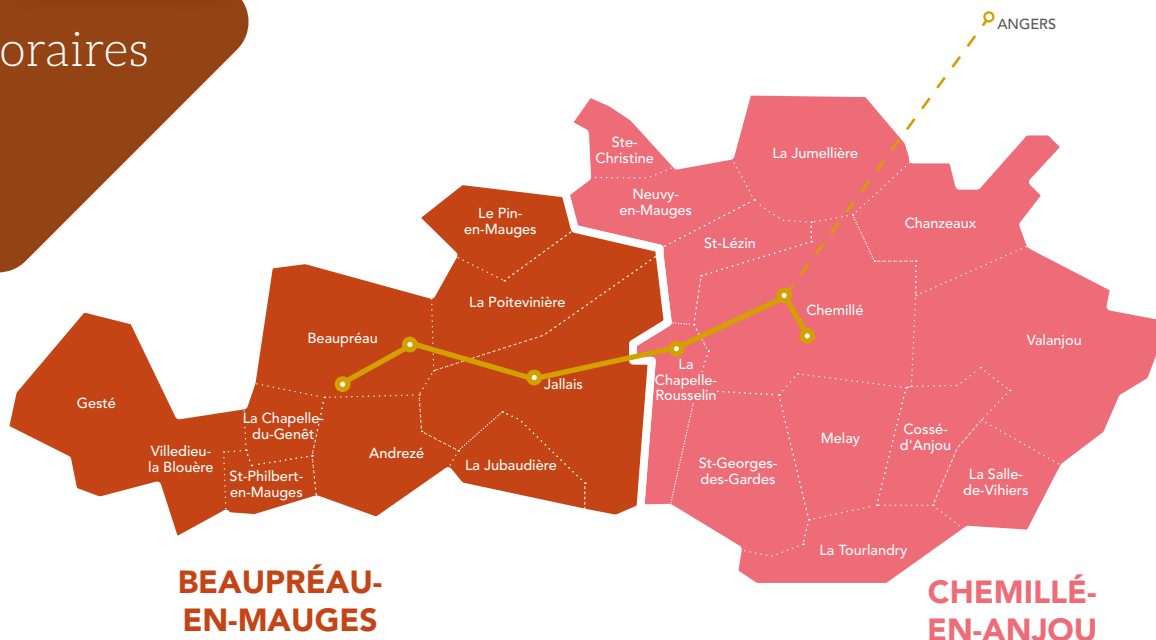 oraires
ANGERS
Ste-
Christine
La Jumellière
Neuvy-
en-Mauges
Le Pin-
en-Mauges
Chanzeaux
St-Lézin
La Poitevinière
Chemillé
Beaupréau
Valanjou
La
Chapelle-
Rousselin
Jallais
Gesté
La Chapelle-
du-Genêt
Cossé-
d'Anjou
Melay
Villedieu-
la Blouère
Andrezé
La Jubaudière
St-Georges-
des-Gardes
La Salle-
de-Vihiers
St-Philbert-
en-Mauges
La Tourlandry
BEAUPRÉAU-
EN-MAUGES
CHEMILLÉ-
EN-ANJOU